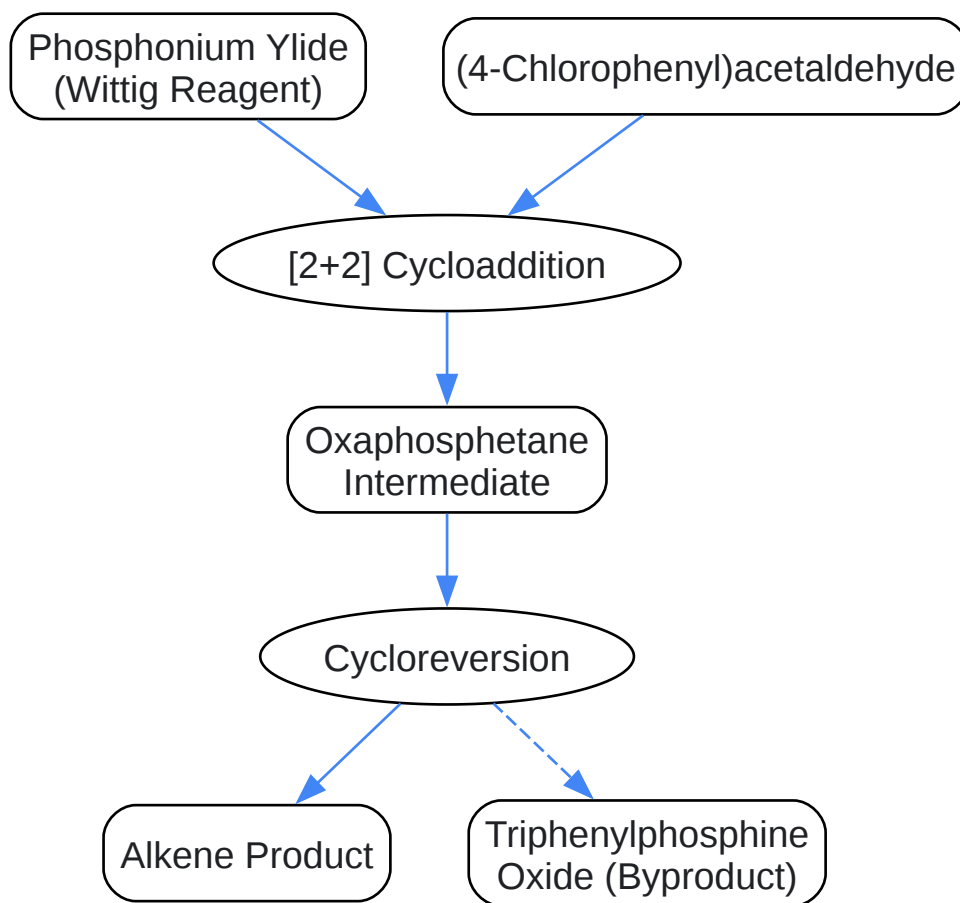 Phosphonium Ylide
(Wittig Reagent)
(4-Chlorophenyl)acetaldehyde
[2+2] Cycloaddition
Oxaphosphetane
Intermediate
Cycloreversion
Alkene Product
Triphenylphosphine
Oxide (Byproduct)